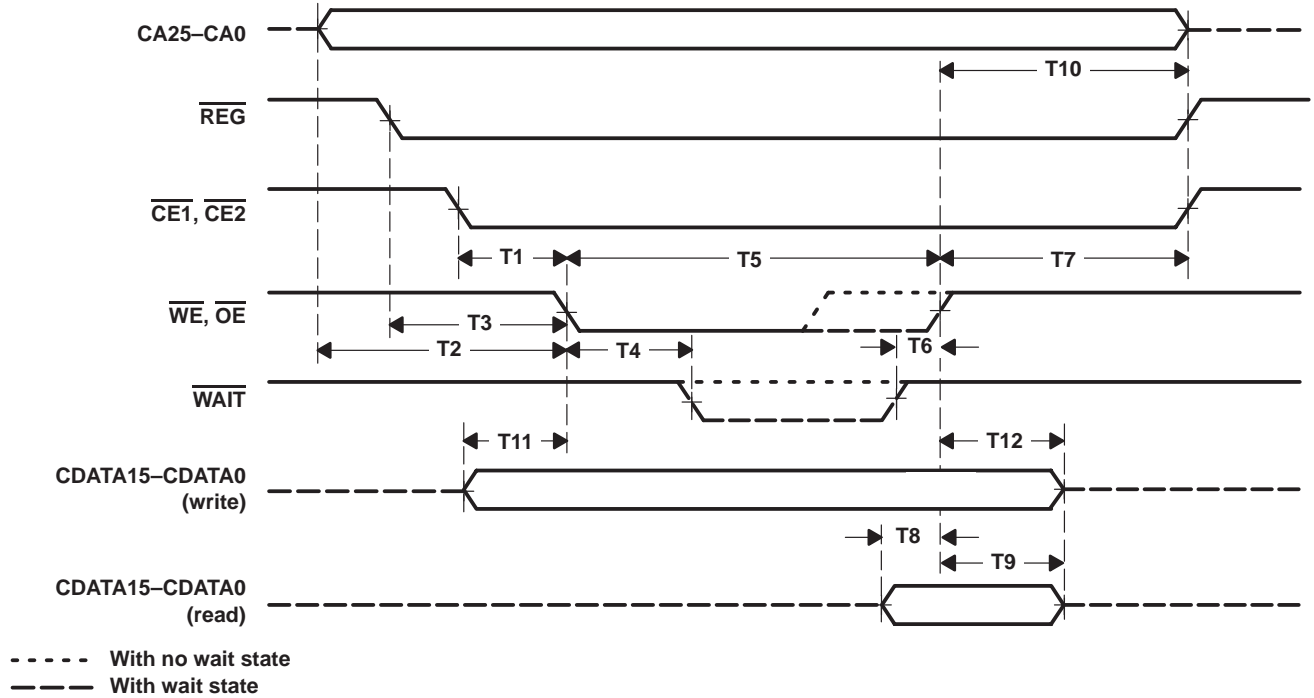 CA25–CA0
T10
REG
CE1, CE2
T1
T5
T7
WE, OE
T3
T6
T2
T4
WAIT
T11
T12
CDATA15–CDATA0
(write)
T8
T9
CDATA15–CDATA0
(read)
With no wait state
With wait state